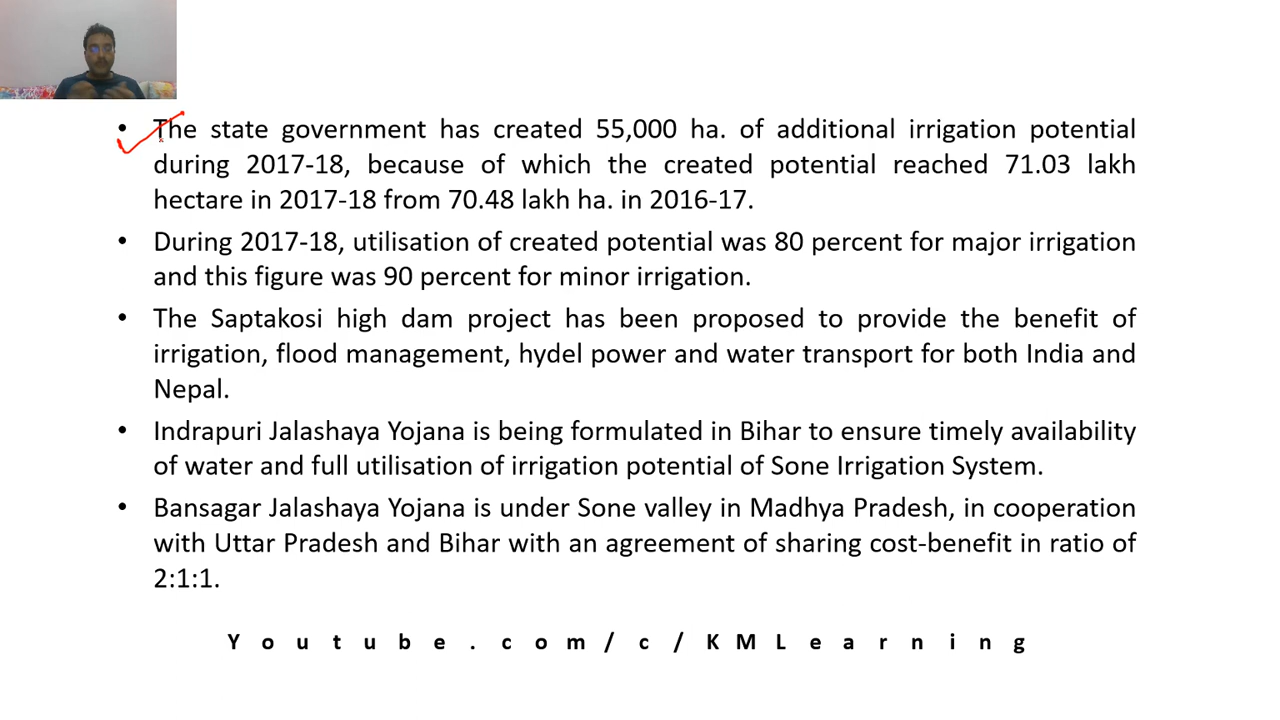 • The state government has created 55,000 ha. of additional irrigation potential
during 2017-18, because of which the created potential reached 71.03 lakh
hectare in 2017-18 from 70.48 lakh ha. in 2016-17.
• During 2017-18, utilisation of created potential was 80 percent for major irrigation
and this figure was 90 percent for minor irrigation.
• The Saptakosi high dam project has been proposed to provide the benefit of
irrigation, flood management, hydel power and water transport for both India and
Nepal.
• Indrapuri Jalashaya Yojana is being formulated in Bihar to ensure timely availability
of water and full utilisation of irrigation potential of Sone Irrigation System.
• Bansagar Jalashaya Yojana is under Sone valley in Madhya Pradesh, in cooperation
with Uttar Pradesh and Bihar with an agreement of sharing cost-benefit in ratio of
2:1:1.
Youtube.com/c/KMLearning